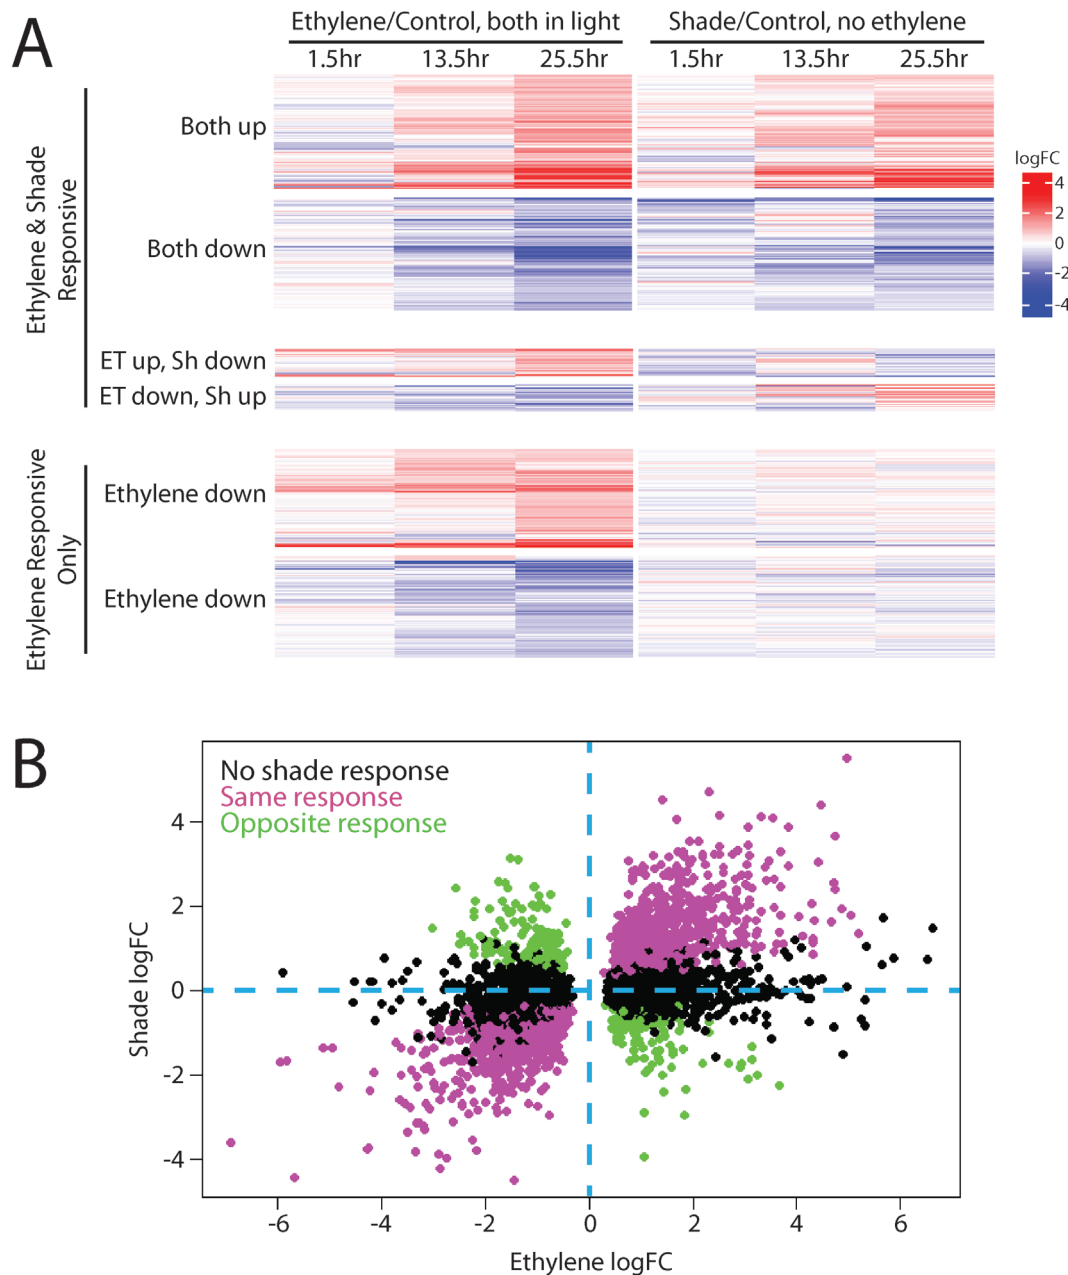 A
Ethylene/Control, both in light
Shade/Control, no ethylene
1.5hr 13.5hr 25.5hr
1.5hr 13.5hr 25.5hr
Ethylene & Shade
Responsive
Both up
Both down
ET up, Sh down
ET down, Sh up
logFC
4
2
0
-2
-4
Ethylene Responsive
Only
Ethylene down
Ethylene down
B
No shade response
Same response
Opposite response
Shade logFC
4
2
0
-2
-4
-6 -4 -2 0 2 4 6
Ethylene logFC